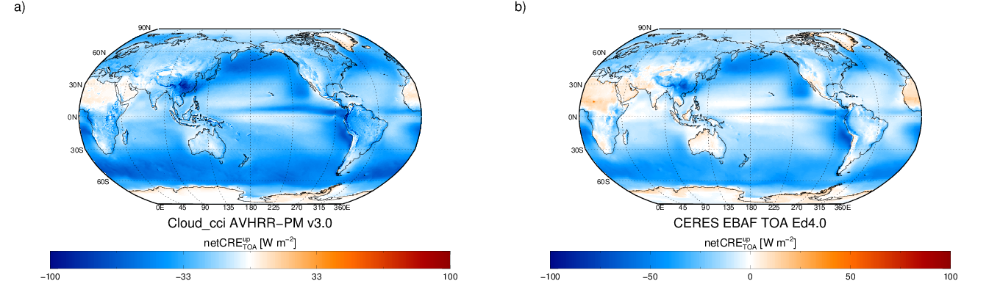 a)
90N
60N
30N
0N
30S
60S
0E 45 90 135 180 225 270 315 360E
Cloud_cci AVHRR−PM v3.0
netCRE^up_TOA [W m−2]
−100 −33 33 100
b)
90N
60N
30N
0N
30S
60S
0E 45 90 135 180 225 270 315 360E
CERES EBAF TOA Ed4.0
netCRE^up_TOA [W m−2]
−100 −50 0 50 100